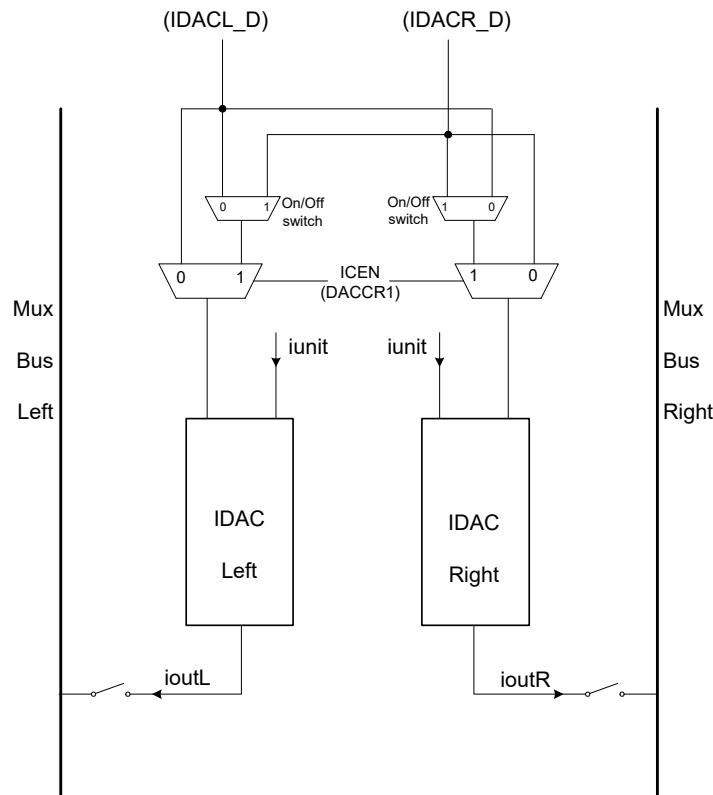 (IDACL_D) (IDACR_D)
0 1 On/Off switch
On/Off switch 1 0
0 1
ICEN
(DACCR1)
1 0
Mux
Bus
Left
iunit
iunit
Mux
Bus
Right
IDAC
Left
IDAC
Right
ioutL
ioutR